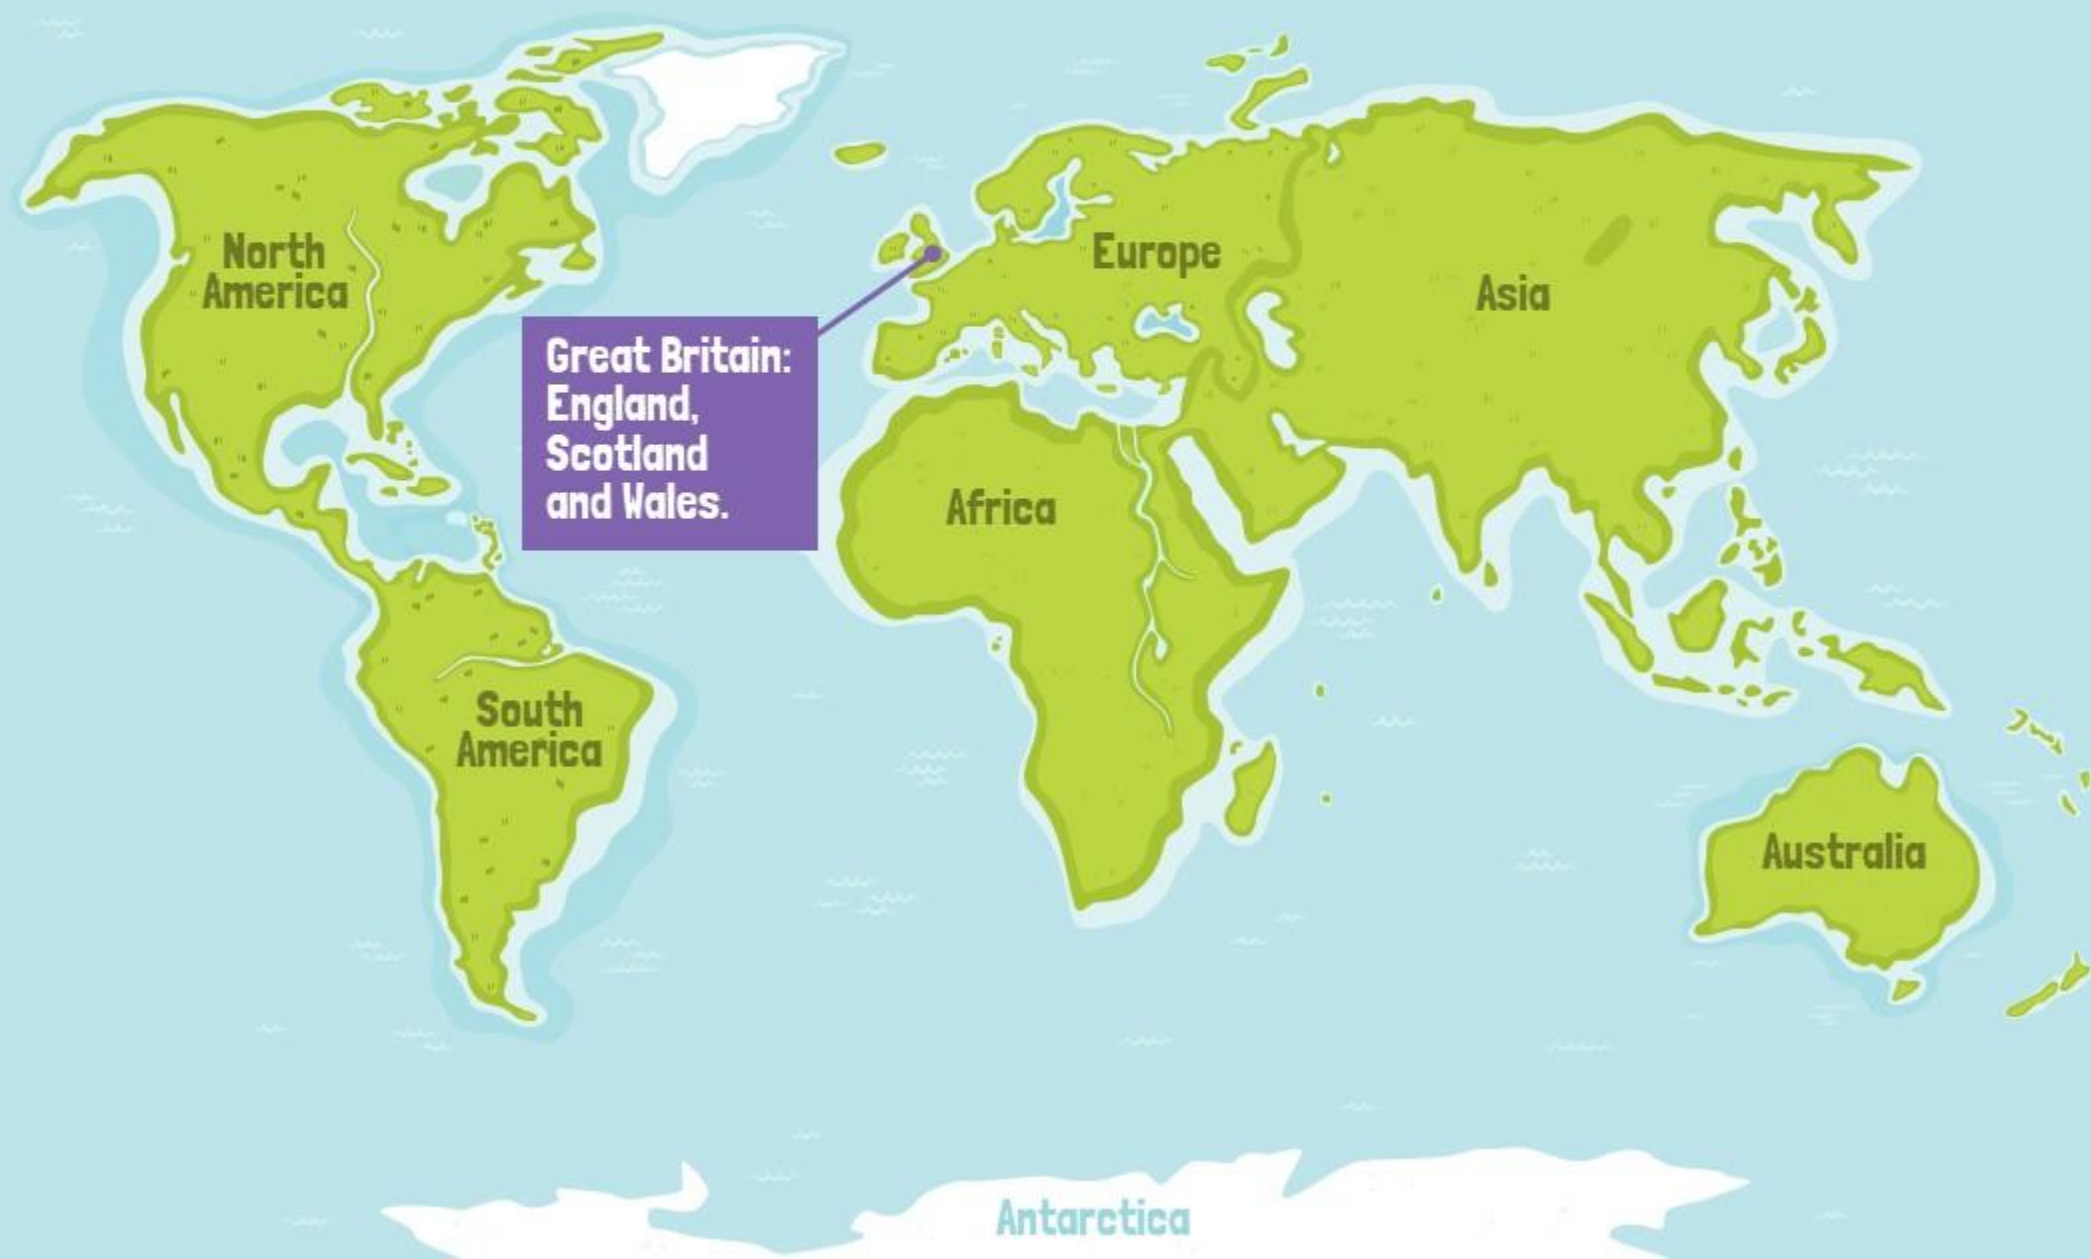 North
America
Europe
Asia
Great Britain:
England,
Scotland
and Wales.
Africa
South
America
Australia
Antarctica